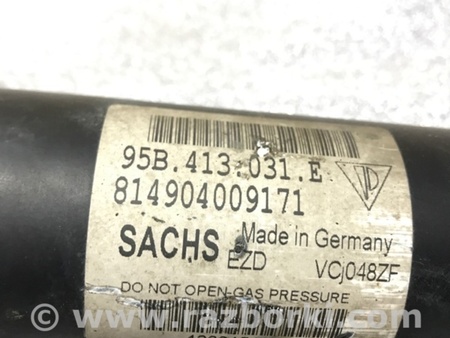 95B.413.031.E
814904009171
SACHS
Made in Germany
EZD VCj048ZF
DO NOT OPEN-GAS PRESSURE
www.razborki.com